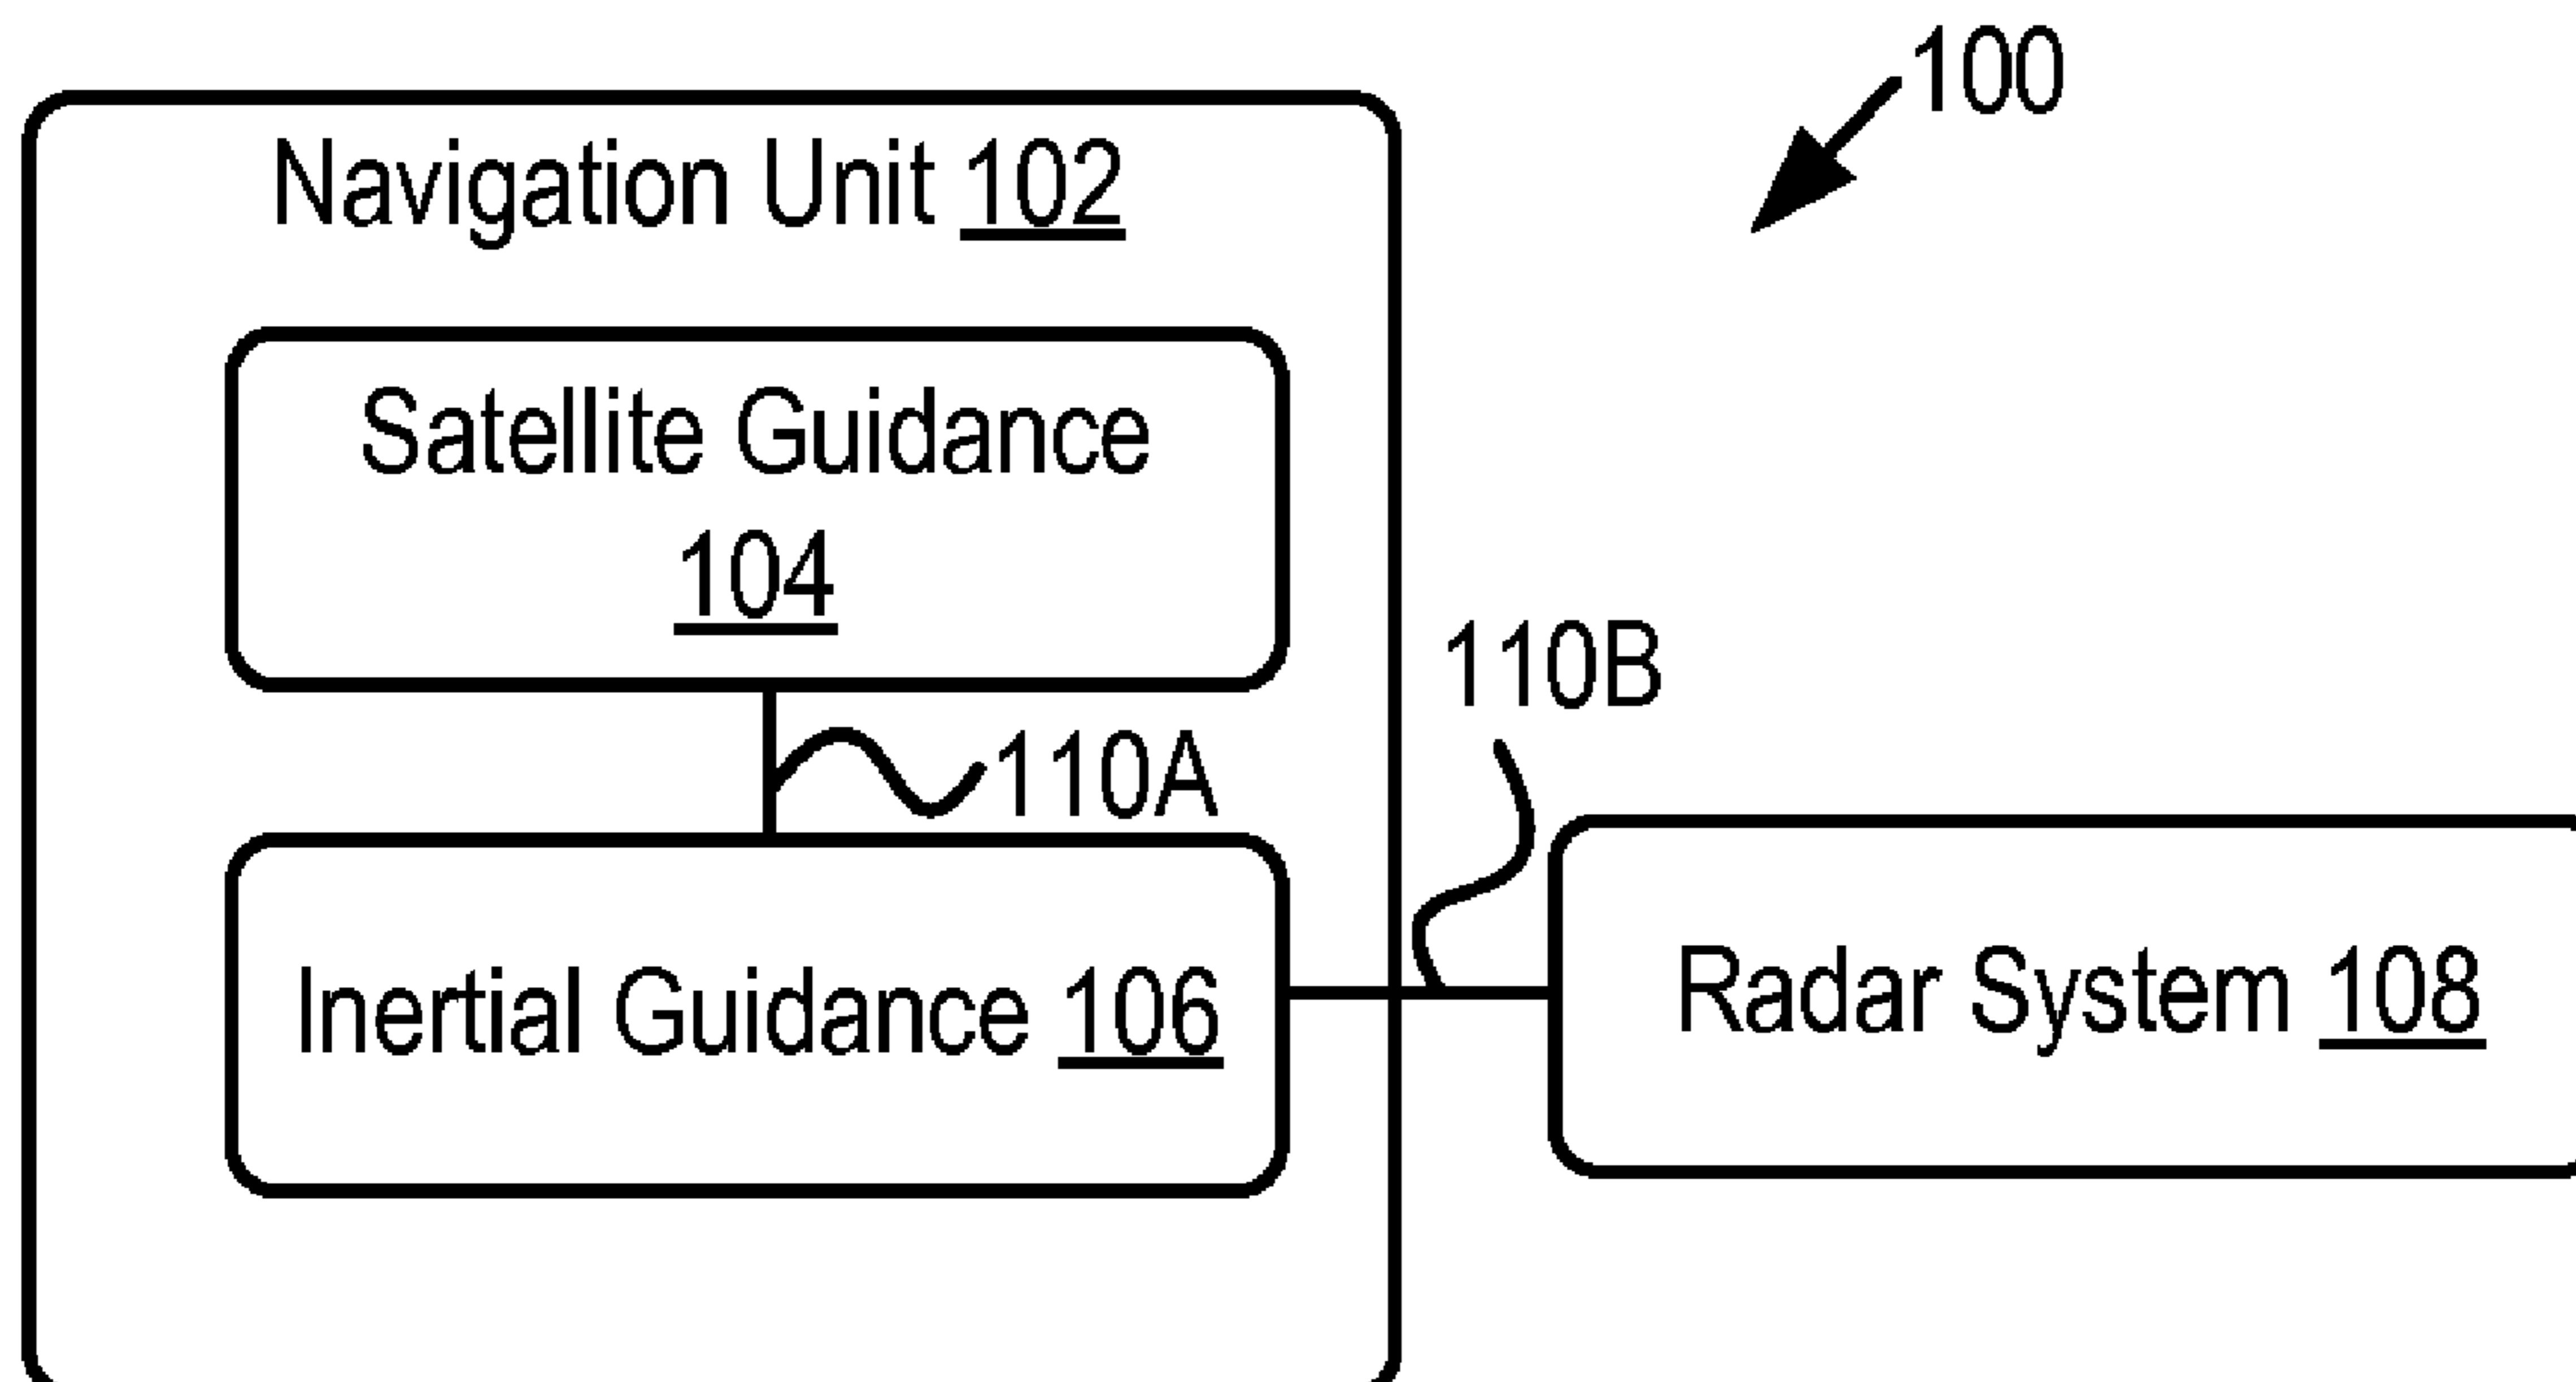 100
Navigation Unit 102
Satellite Guidance
104
110B
110A
Inertial Guidance 106
Radar System 108